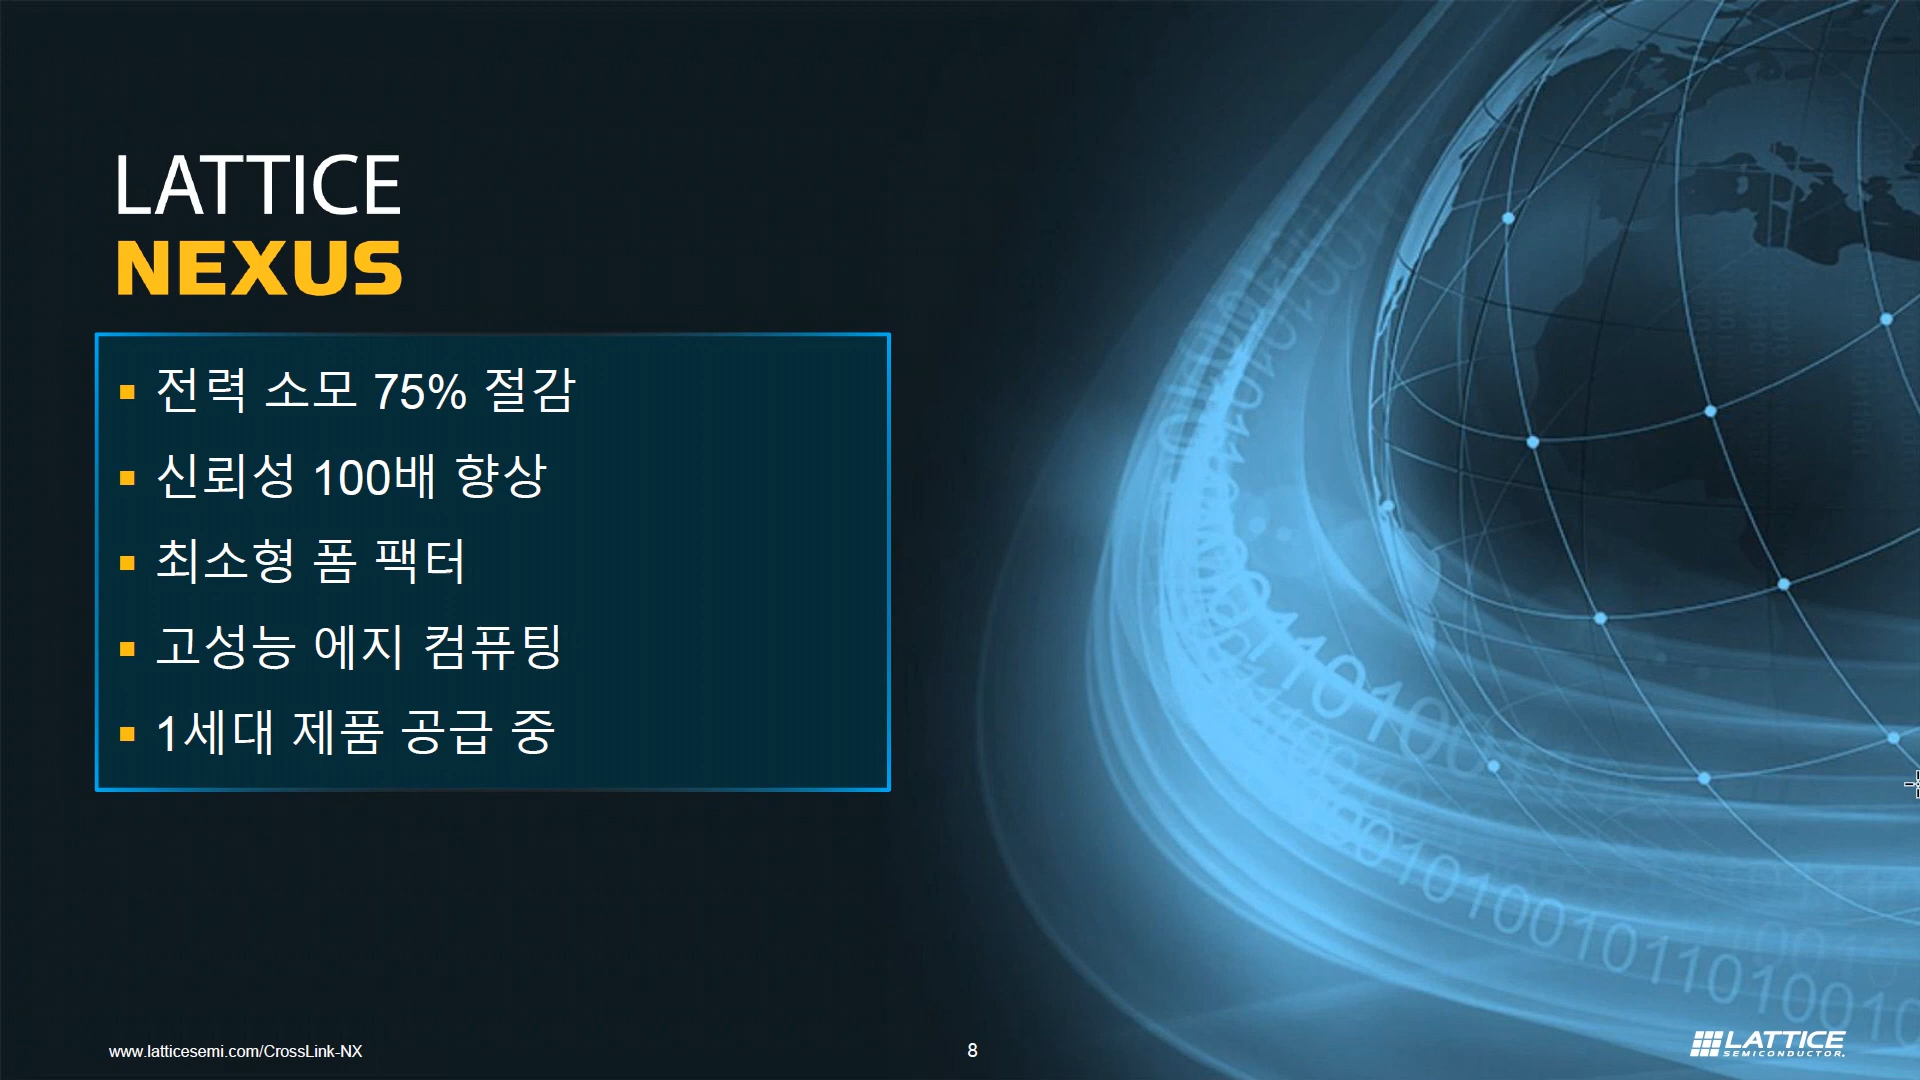 LATTICE
NEXUS
▪ 전력 소모 75% 절감
▪ 신뢰성 100배 향상
▪ 최소형 폼 팩터
▪ 고성능 에지 컴퓨팅
▪ 1세대 제품 공급 중
www.latticesemi.com/CrossLink-NX
8
LATTICE
SEMICONDUCTOR.